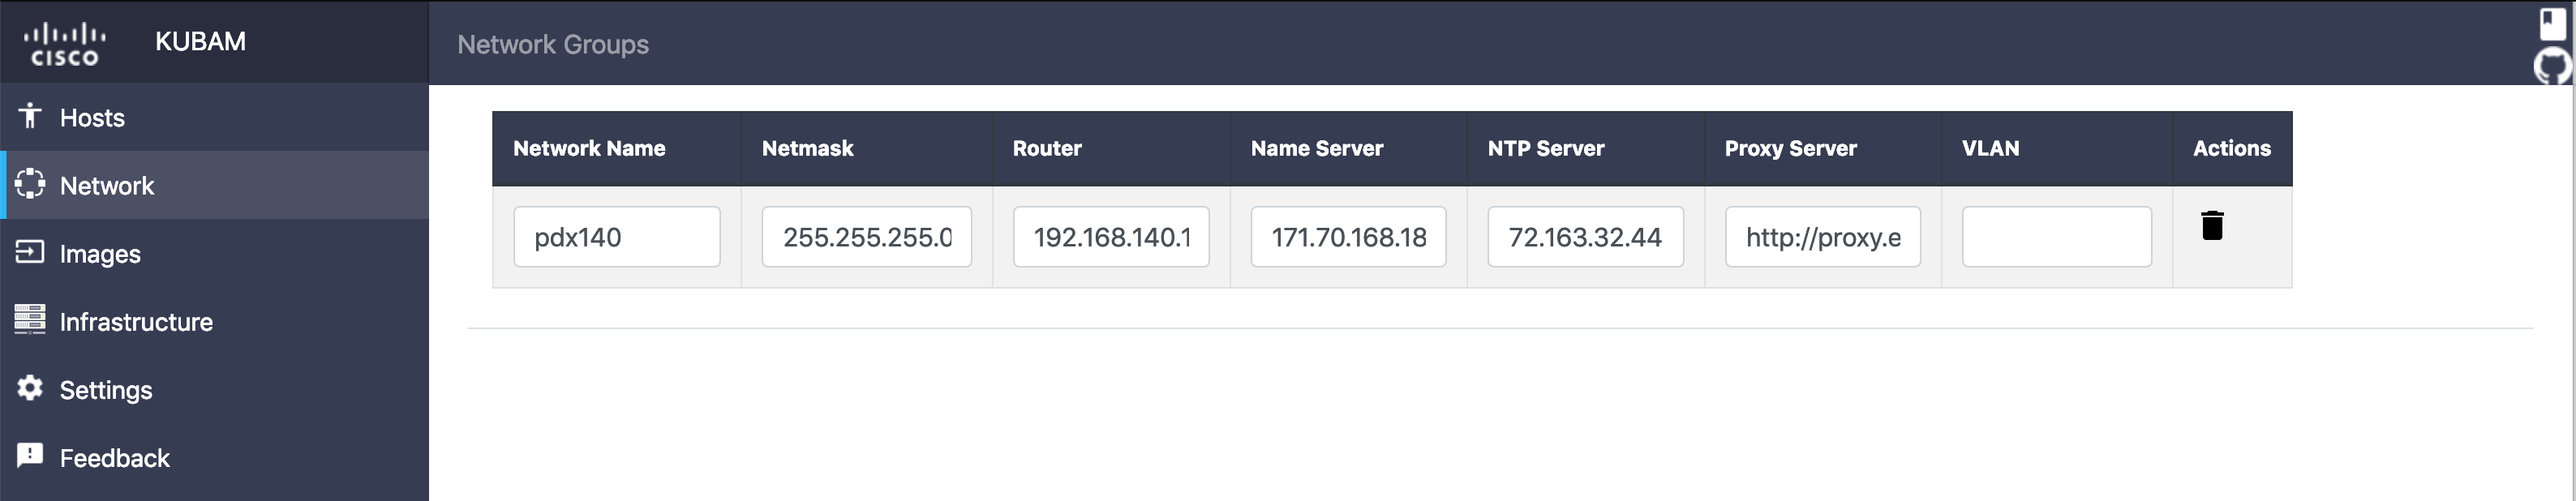 CISCO
KUBAM
Network Groups
Hosts
Network
Images
Infrastructure
Settings
Feedback
Network Name Netmask Router Name Server NTP Server Proxy Server VLAN Actions
pdx140 255.255.255.0 192.168.140.1 171.70.168.18 72.163.32.44 http://proxy.e